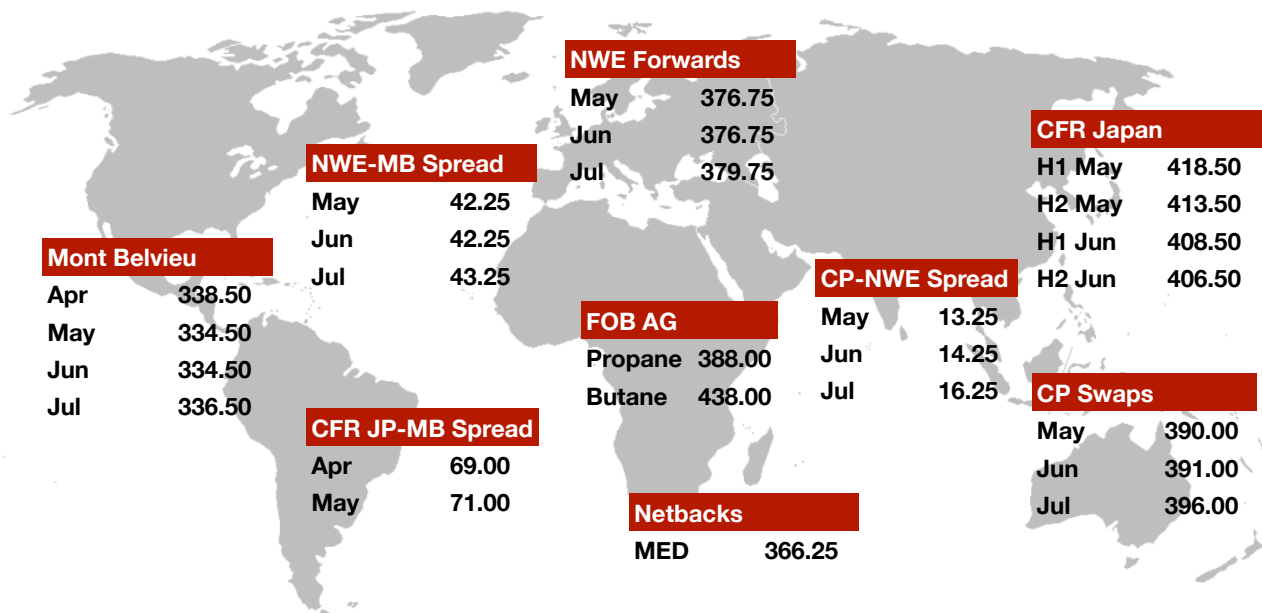 NWE Forwards
May 376.75
Jun 376.75
Jul 379.75
CFR Japan
H1 May 418.50
H2 May 413.50
H1 Jun 408.50
H2 Jun 406.50
NWE-MB Spread
May 42.25
Jun 42.25
Jul 43.25
Mont Belvieu
Apr 338.50
May 334.50
Jun 334.50
Jul 336.50
CP-NWE Spread
May 13.25
Jun 14.25
Jul 16.25
FOB AG
Propane 388.00
Butane 438.00
CP Swaps
May 390.00
Jun 391.00
Jul 396.00
CFR JP-MB Spread
Apr 69.00
May 71.00
Netbacks
MED 366.25